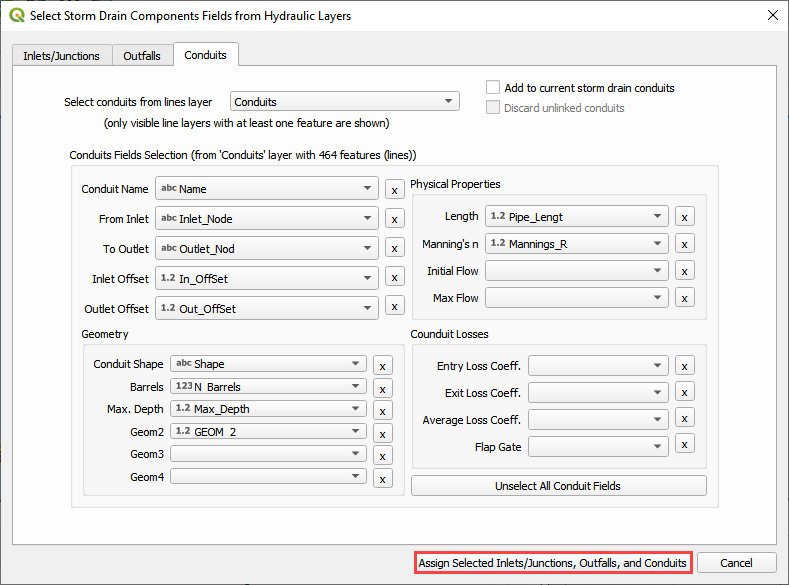 Select Storm Drain Components Fields from Hydraulic Layers
Inlets/Junctions Outfalls Conduits
Select conduits from lines layer Conduits
(only visible line layers with at least one feature are shown)
Add to current storm drain conduits
Discard unlinked conduits
Conduits Fields Selection (from 'Conduits' layer with 464 features (lines))
Conduit Name abc Name x
From Inlet abc Inlet_Node x
To Outlet abc Outlet_Nod x
Inlet Offset 1.2 In_OffSet x
Outlet Offset 1.2 Out_OffSet x
Geometry
Conduit Shape abc Shape x
Barrels 123 N_Barrels x
Max. Depth 1.2 Max_Depth x
Geom2 1.2 GEOM_2 x
Geom3 x
Geom4 x
Physical Properties
Length 1.2 Pipe_Lengt x
Manning's n 1.2 Mannings_R x
Initial Flow x
Max Flow x
Counduit Losses
Entry Loss Coeff. x
Exit Loss Coeff. x
Average Loss Coeff. x
Flap Gate x
Unselect All Conduit Fields
Assign Selected Inlets/Junctions, Outfalls, and Conduits Cancel